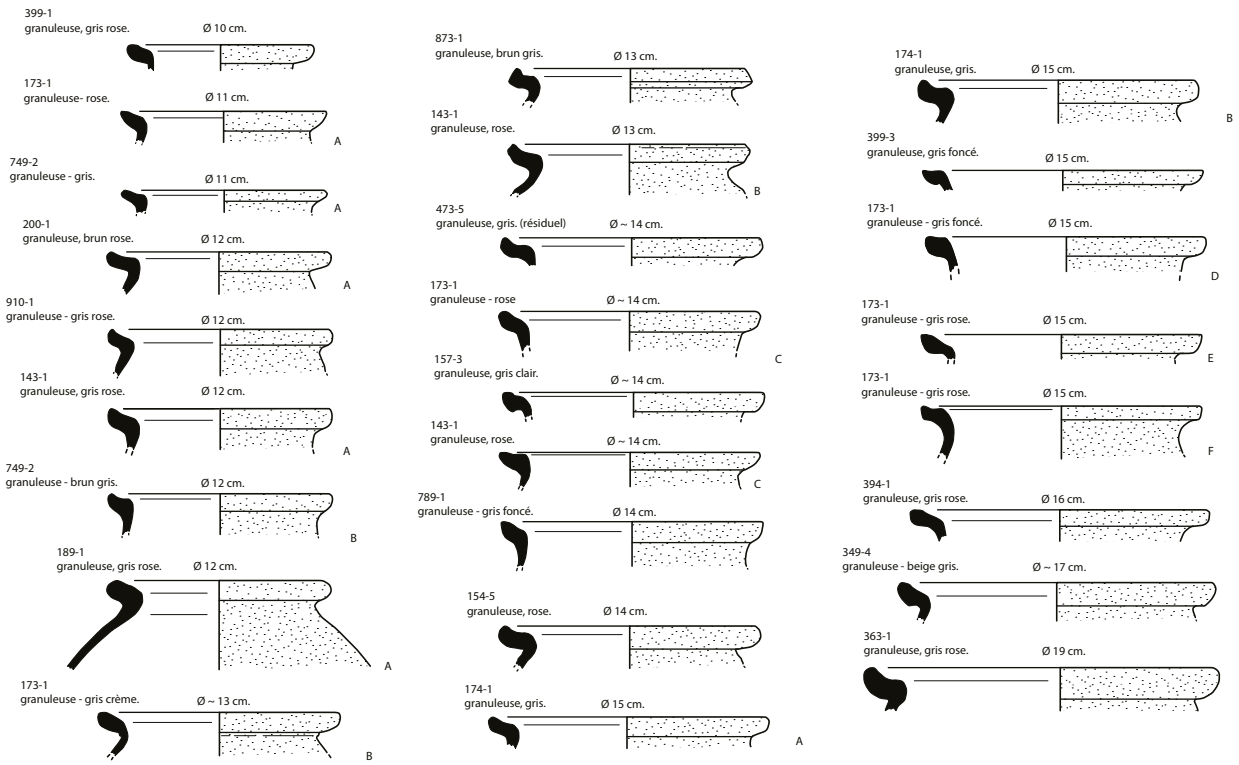 399-1
granuleuse, gris rose. Ø 10 cm.
173-1
granuleuse- rose. Ø 11 cm.
A
749-2
granuleuse - gris. Ø 11 cm.
A
200-1
granuleuse, brun rose. Ø 12 cm.
A
910-1
granuleuse - gris rose. Ø 12 cm.
143-1
granuleuse, gris rose. Ø 12 cm.
A
749-2
granuleuse - brun gris. Ø 12 cm.
B
189-1
granuleuse, gris rose. Ø 12 cm.
A
173-1
granuleuse - gris crème. Ø ~ 13 cm.
B
873-1
granuleuse, brun gris. Ø 13 cm.
143-1
granuleuse, rose. Ø 13 cm.
B
473-5
granuleuse, gris. (résiduel) Ø ~ 14 cm.
173-1
granuleuse - rose Ø ~ 14 cm.
C
157-3
granuleuse, gris clair. Ø ~ 14 cm.
143-1
granuleuse, rose. Ø ~ 14 cm.
C
789-1
granuleuse - gris foncé. Ø 14 cm.
154-5
granuleuse, rose. Ø 14 cm.
174-1
granuleuse, gris. Ø 15 cm.
A
174-1
granuleuse, gris. Ø 15 cm.
B
399-3
granuleuse, gris foncé. Ø 15 cm.
173-1
granuleuse - gris foncé. Ø 15 cm.
D
173-1
granuleuse - gris rose. Ø 15 cm.
E
173-1
granuleuse - gris rose. Ø 15 cm.
F
394-1
granuleuse, gris rose. Ø 16 cm.
349-4
granuleuse - beige gris. Ø ~ 17 cm.
363-1
granuleuse, gris rose. Ø 19 cm.